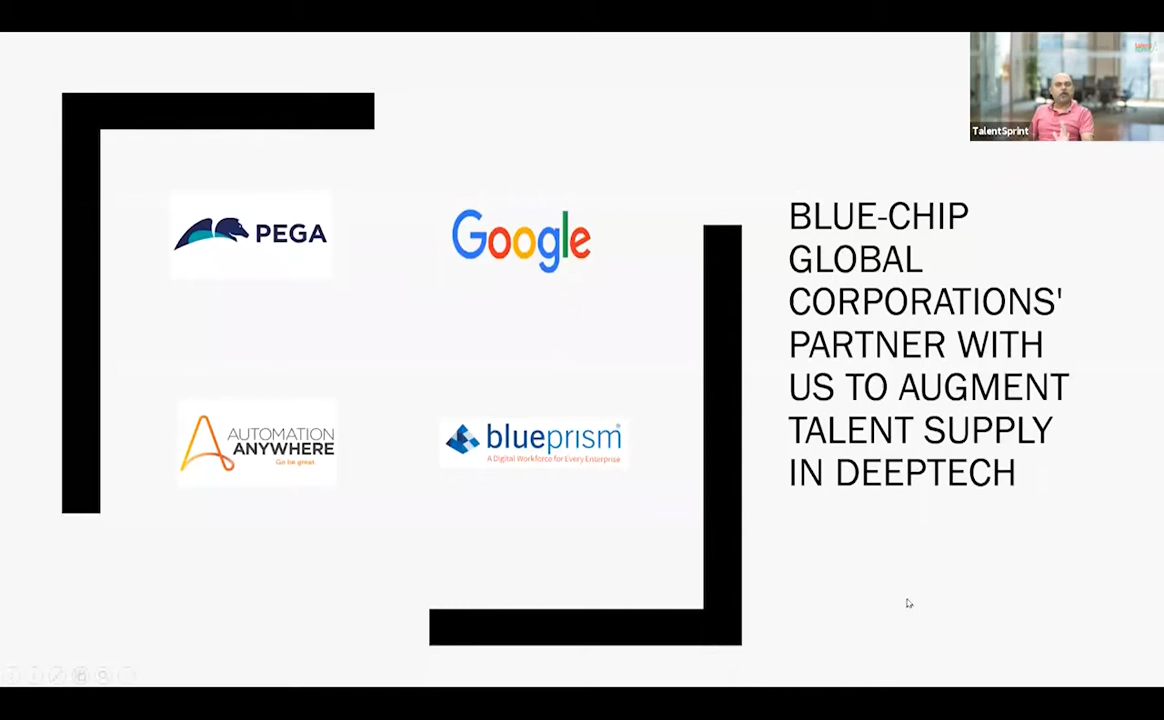 TalentSprint
PEGA
Google
BLUE-CHIP
GLOBAL
CORPORATIONS'
PARTNER WITH
US TO AUGMENT
TALENT SUPPLY
IN DEEPTECH
AUTOMATION
ANYWHERE
Go be great.
blueprism®
A Digital Workforce for Every Enterprise